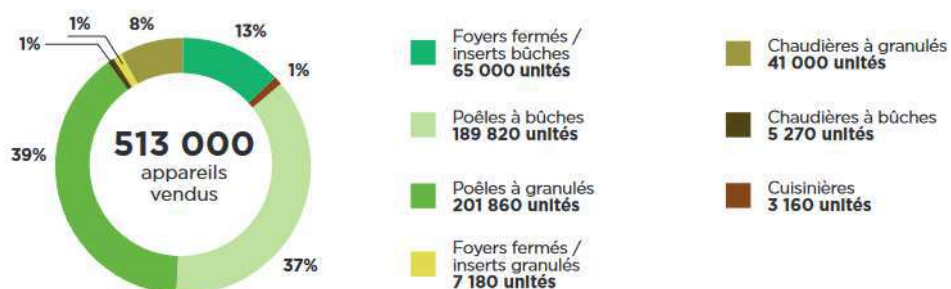 1%
8%
13%
1%
1%
39%
37%
513 000
appareils
vendus
Foyers fermés /
inserts bûches
65 000 unités
Poêles à bûches
189 820 unités
Poêles à granulés
201 860 unités
Foyers fermés /
inserts granulés
7 180 unités
Chaudières à granulés
41 000 unités
Chaudières à bûches
5 270 unités
Cuisinières
3 160 unités